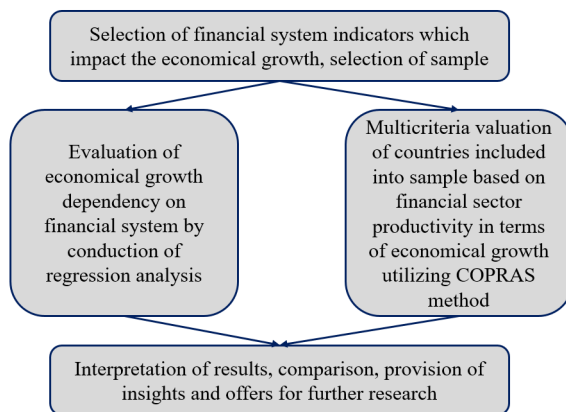 Selection of financial system indicators which
impact the economical growth, selection of sample
Evaluation of
economical growth
dependency on
financial system by
conduction of
regression analysis
Multicriteria valuation
of countries included
into sample based on
financial sector
productivity in terms
of economical growth
utilizing COPRAS
method
Interpretation of results, comparison, provision of
insights and offers for further research